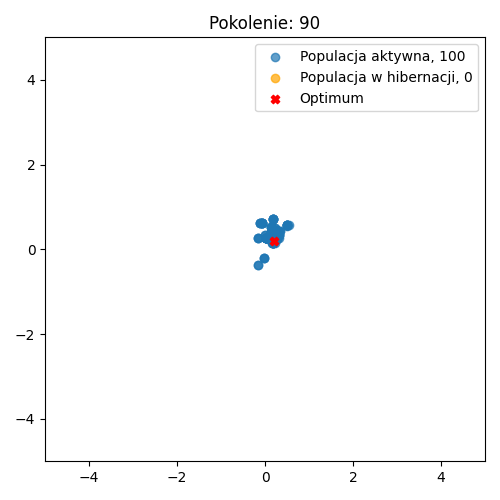 Pokolenie: 90
Populacja aktywna, 100
Populacja w hibernacji, 0
Optimum
4
2
0
−2
−4
−4 −2 0 2 4